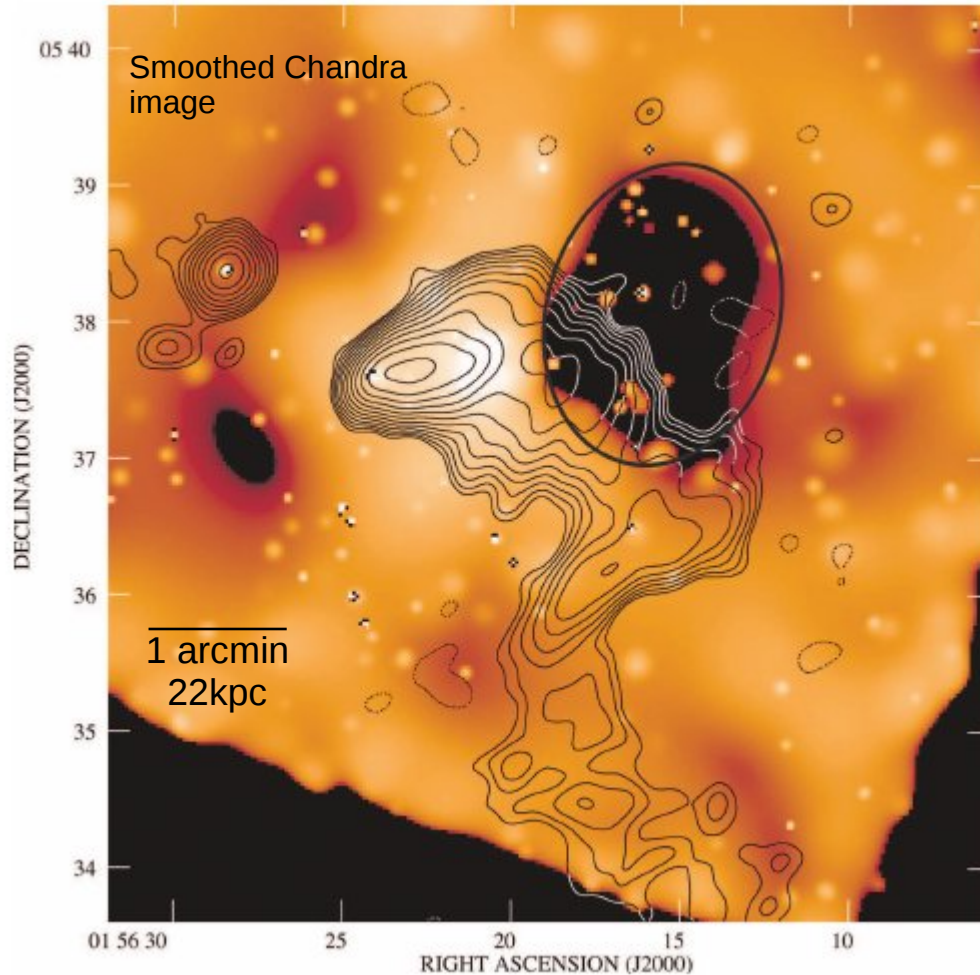 05 40
Smoothed Chandra
image
39
38
DECLINATION (J2000)
37
36
1 arcmin
22kpc
35
34
01 56 30
25
20
15
10
RIGHT ASCENSION (J2000)